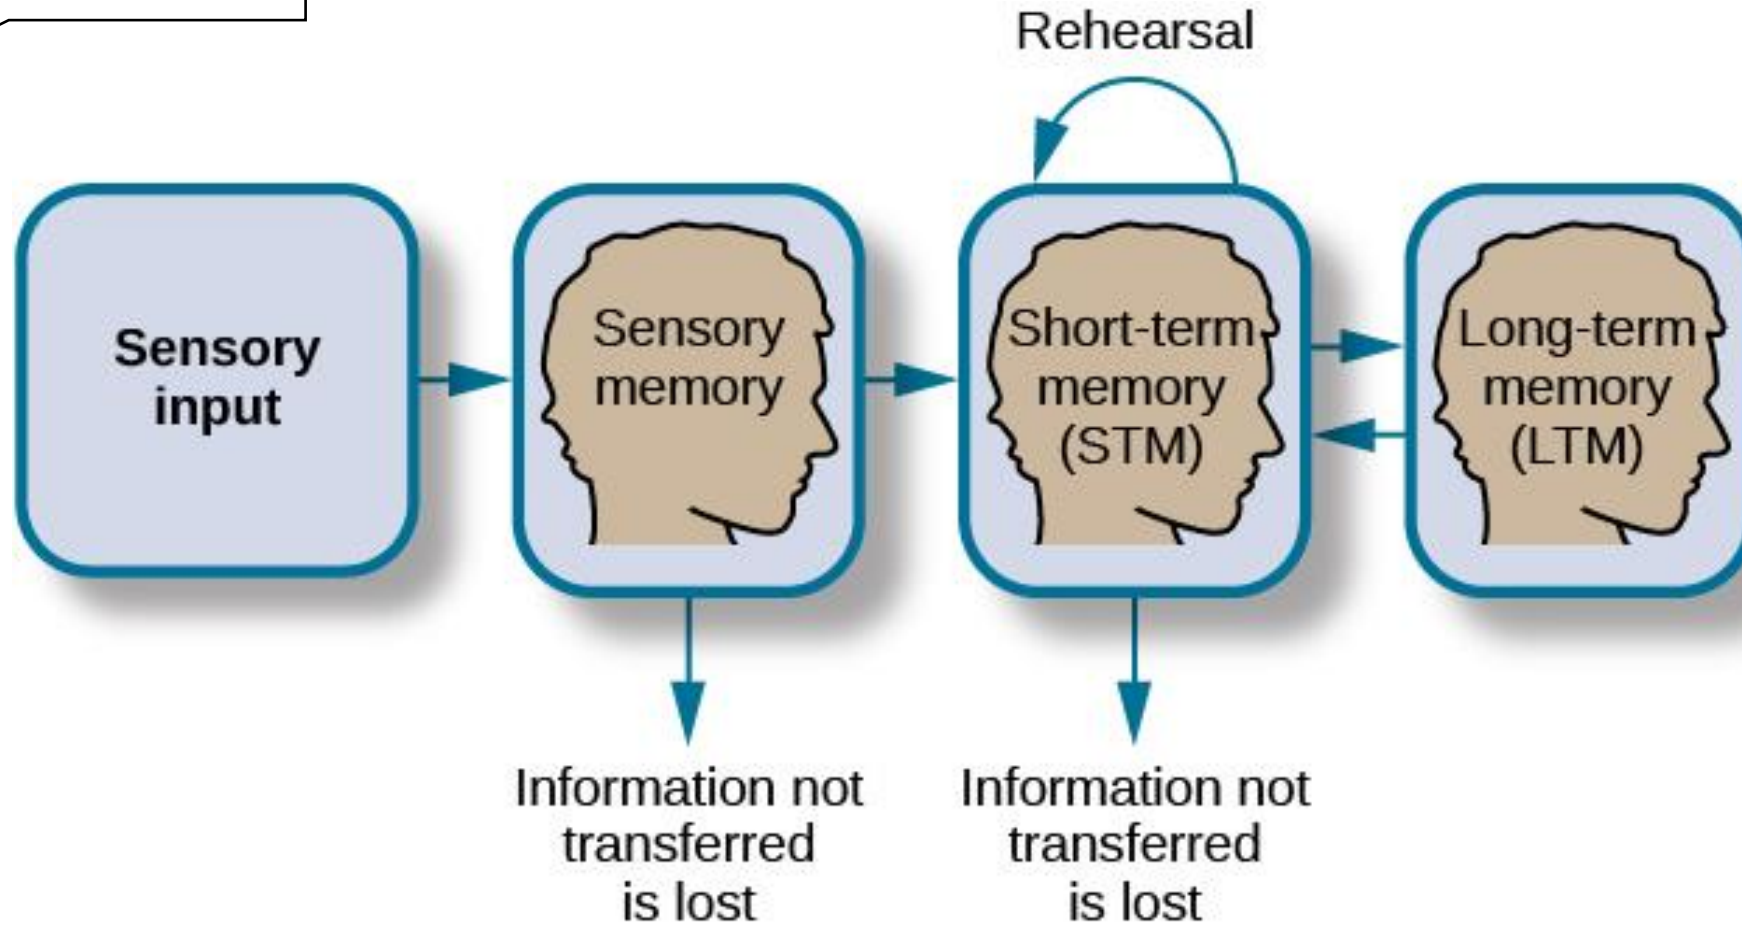 Rehearsal
Sensory
input
Sensory
memory
Short-term
memory
(STM)
Long-term
memory
(LTM)
Information not
transferred
is lost
Information not
transferred
is lost